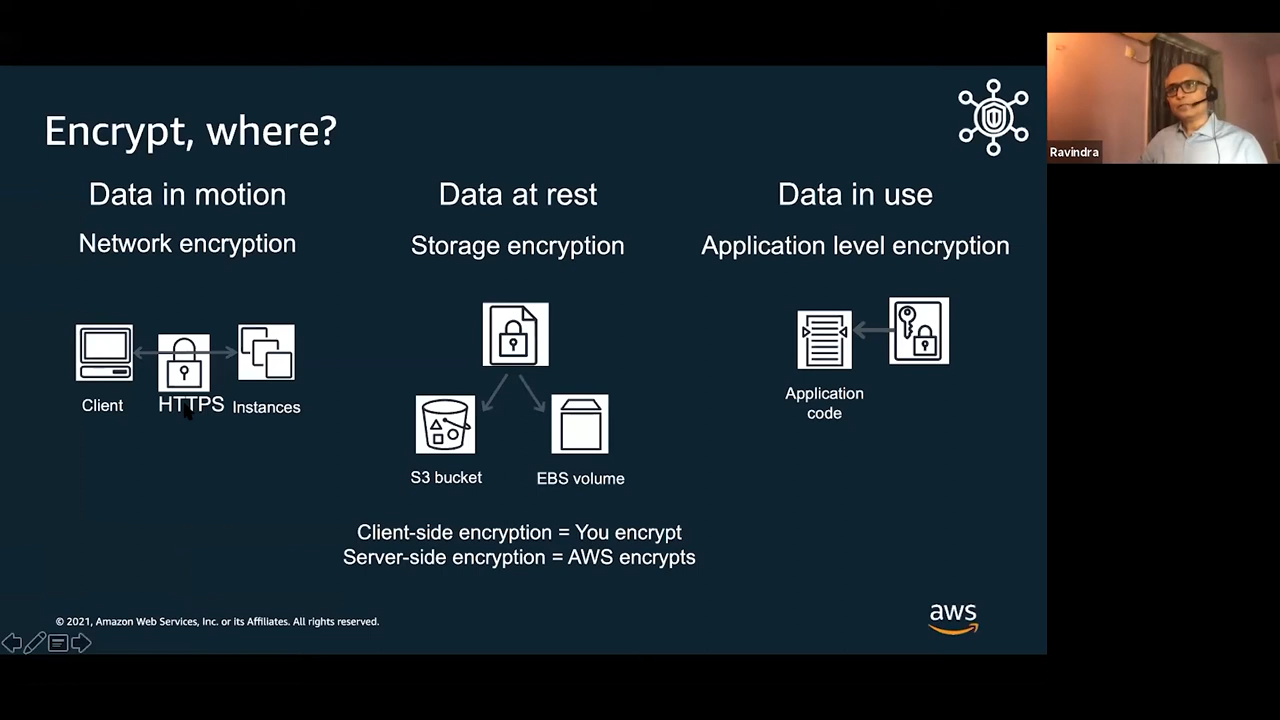 Encrypt, where?
Data in motion
Network encryption
Client
HTTPS
Instances
Data at rest
Storage encryption
S3 bucket
EBS volume
Data in use
Application level encryption
Application
code
Client-side encryption = You encrypt
Server-side encryption = AWS encrypts
© 2021, Amazon Web Services, Inc. or its Affiliates. All rights reserved.
aws
Ravindra